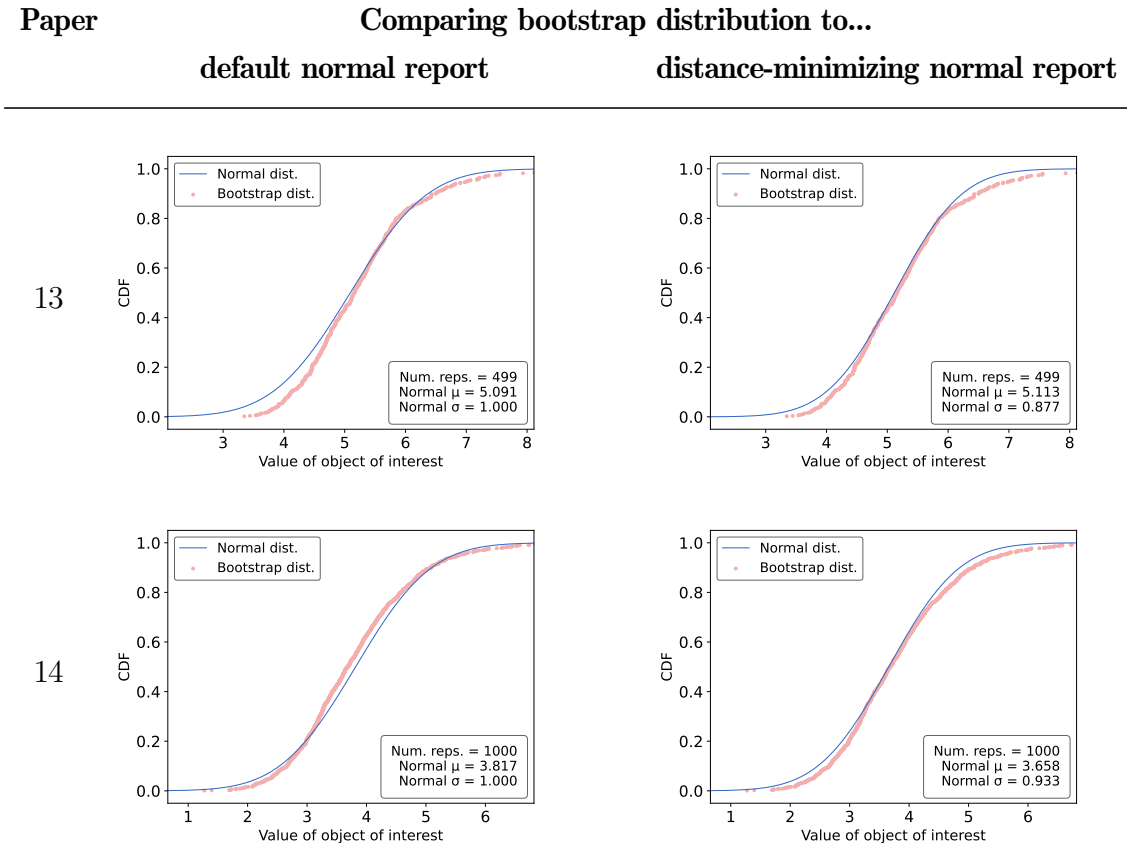 Paper Comparing bootstrap distribution to...
default normal report distance-minimizing normal report
13
1.0
0.8
0.6
0.4
0.2
0.0
CDF
Normal dist.
Bootstrap dist.
Num. reps. = 499
Normal μ = 5.091
Normal σ = 1.000
3 4 5 6 7 8
Value of object of interest
1.0
0.8
0.6
0.4
0.2
0.0
CDF
Normal dist.
Bootstrap dist.
Num. reps. = 499
Normal μ = 5.113
Normal σ = 0.877
3 4 5 6 7 8
Value of object of interest
14
1.0
0.8
0.6
0.4
0.2
0.0
CDF
Normal dist.
Bootstrap dist.
Num. reps. = 1000
Normal μ = 3.817
Normal σ = 1.000
1 2 3 4 5 6
Value of object of interest
1.0
0.8
0.6
0.4
0.2
0.0
CDF
Normal dist.
Bootstrap dist.
Num. reps. = 1000
Normal μ = 3.658
Normal σ = 0.933
1 2 3 4 5 6
Value of object of interest